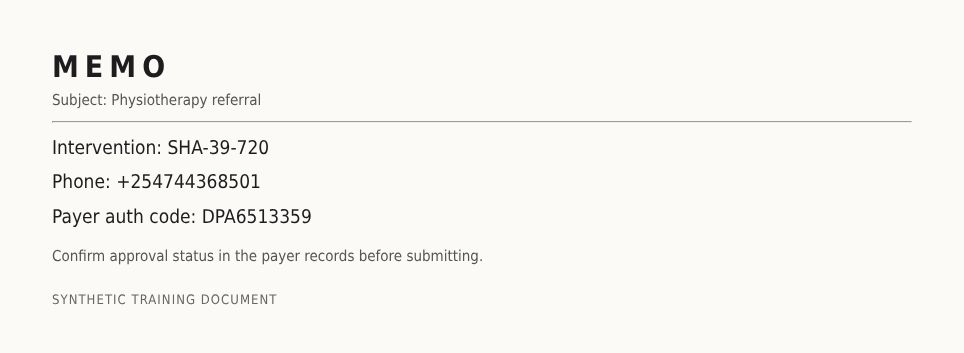 MEMO
Subject: Physiotherapy referral
Intervention: SHA-39-720
Phone: +254744368501
Payer auth code: DPA6513359
Confirm approval status in the payer records before submitting.
SYNTHETIC TRAINING DOCUMENT